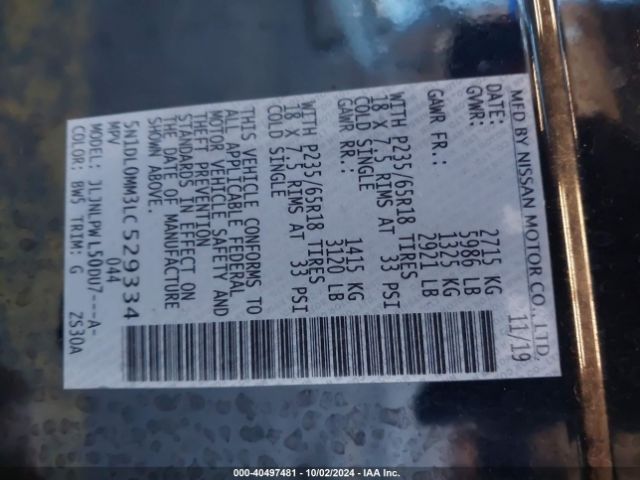 MFD BY NISSAN MOTOR CO., LTD.
DATE: 11/19
GVWR: 2715 KG
5986 LB
GAWR FR.: 1325 KG
2921 LB
WITH P235/65R18 TIRES
18 X 7.5 RIMS AT 33 PSI
COLD SINGLE
GAWR RR.: 1415 KG
3120 LB
WITH P235/65R18 TIRES
18 X 7.5 RIMS AT 33 PSI
COLD SINGLE
THIS VEHICLE CONFORMS TO
ALL APPLICABLE FEDERAL
MOTOR VEHICLE SAFETY AND
THEFT PREVENTION
STANDARDS IN EFFECT ON
THE DATE OF MANUFACTURE
SHOWN ABOVE.
5N1DL0MM3LC529334
MPV 044
MODEL: JLJNLPWL50DU7---A-
COLOR: BW5 TRIM: G ZS30A
000-40497481 - 10/02/2024 - IAA Inc.